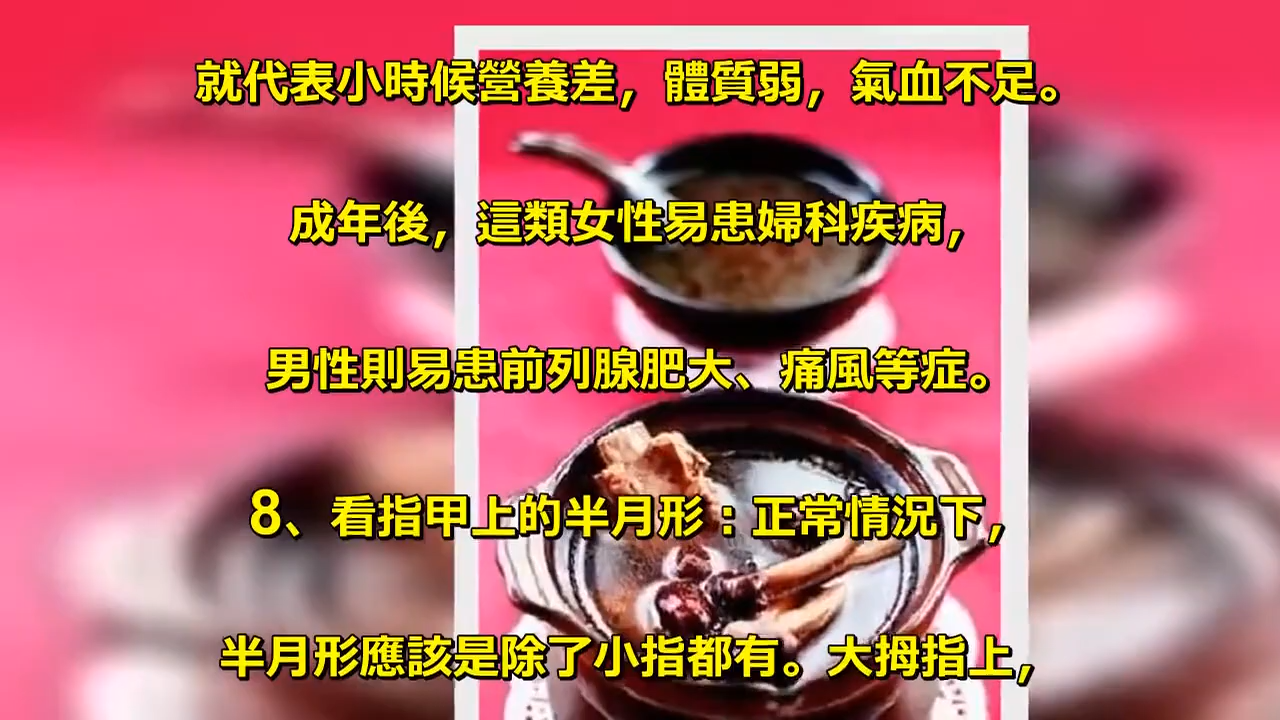 就代表小時候營養差，體質弱，氣血不足。
成年後，這類女性易患婦科疾病，
男性則易患前列腺肥大、痛風等症。
8、看指甲上的半月形：正常情況下，
半月形應該是除了小指都有。大拇指上，